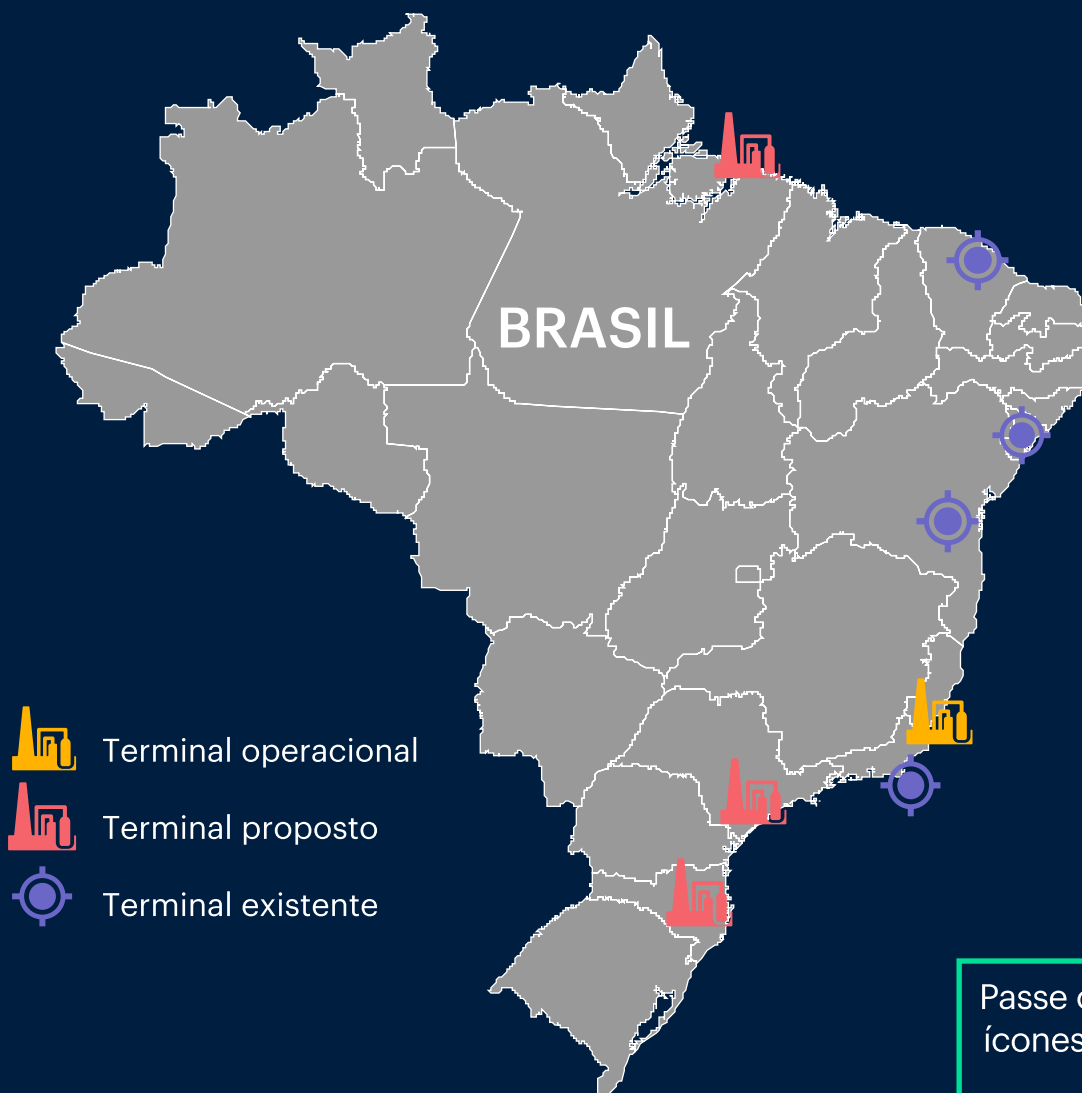 BRASIL
Terminal operacional
Terminal proposto
Terminal existente
Passe
ícones